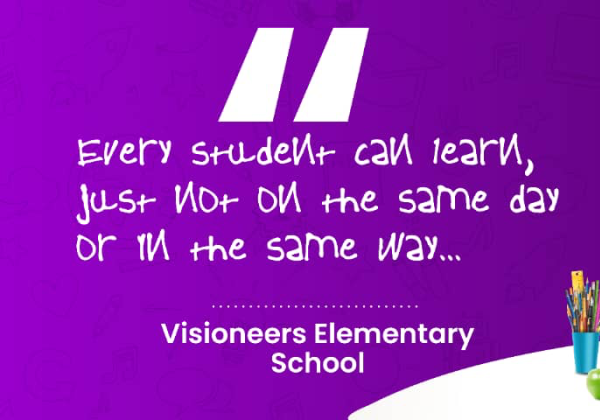 Every student can learn,
just not on the same day
or in the same way...
Visioneers Elementary
School